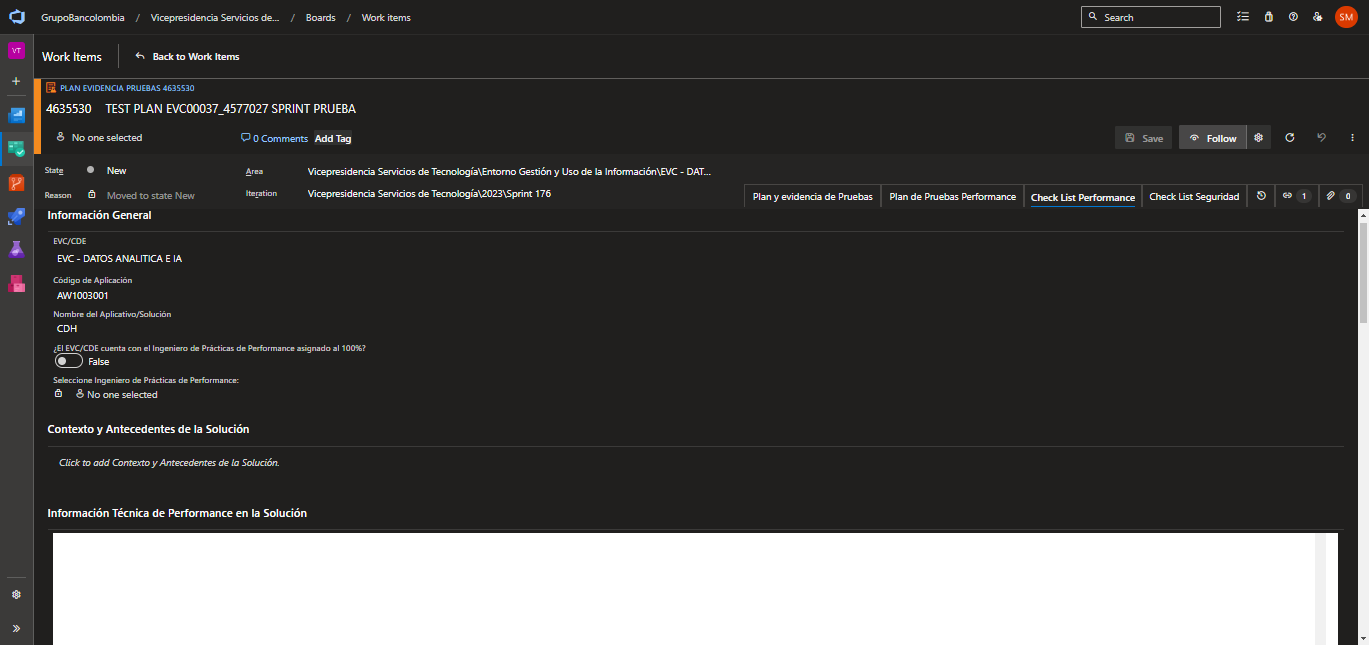 GrupoBancolombia / Vicepresidencia Servicios de... / Boards / Work items
Search
SM
VT
Work Items
Back to Work Items
PLAN EVIDENCIA PRUEBAS 4635530
4635530 TEST PLAN EVC00037_4577027 SPRINT PRUEBA
No one selected
0 Comments
Add Tag
Save
Follow
State New
Area Vicepresidencia Servicios de Tecnología\Entorno Gestión y Uso de la Información\EVC - DAT...
Reason Moved to state New
Iteration Vicepresidencia Servicios de Tecnología\2023\Sprint 176
Plan y evidencia de Pruebas
Plan de Pruebas Performance
Check List Performance
Check List Seguridad
1
0
Información General
EVC/CDE
EVC - DATOS ANALITICA E IA
Código de Aplicación
AW1003001
Nombre del Aplicativo/Solución
CDH
¿El EVC/CDE cuenta con el Ingeniero de Prácticas de Performance asignado al 100%?
False
Seleccione Ingeniero de Prácticas de Performance:
No one selected
Contexto y Antecedentes de la Solución
Click to add Contexto y Antecedentes de la Solución.
Información Técnica de Performance en la Solución